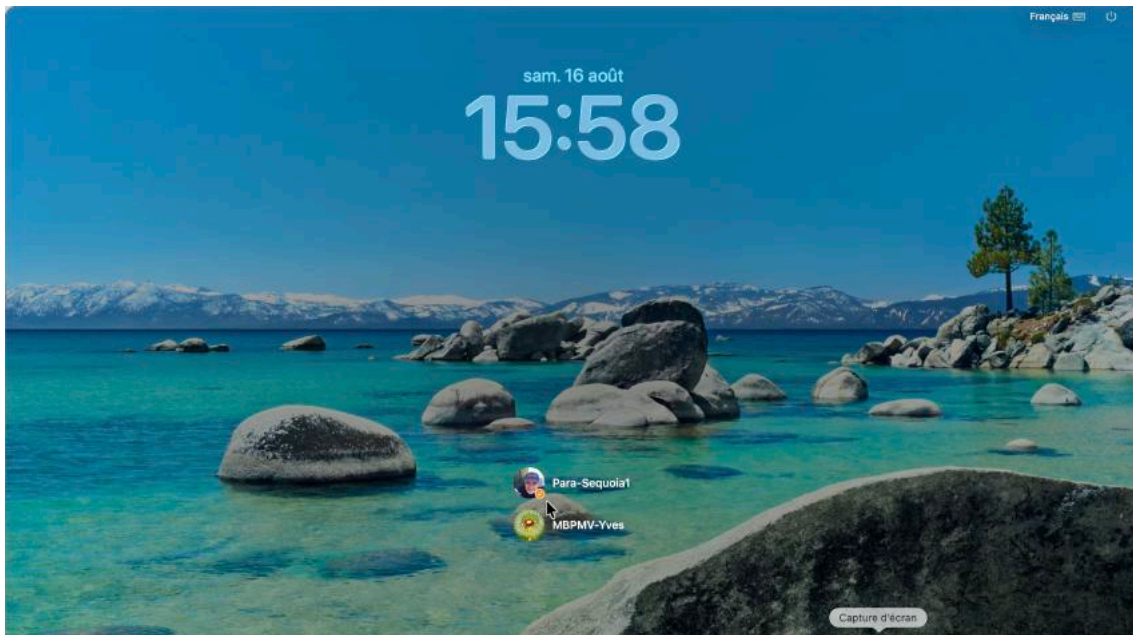 Français
sam. 16 août
15:58
Para-Sequoia1
MBPMV-Yves
Capture d'écran